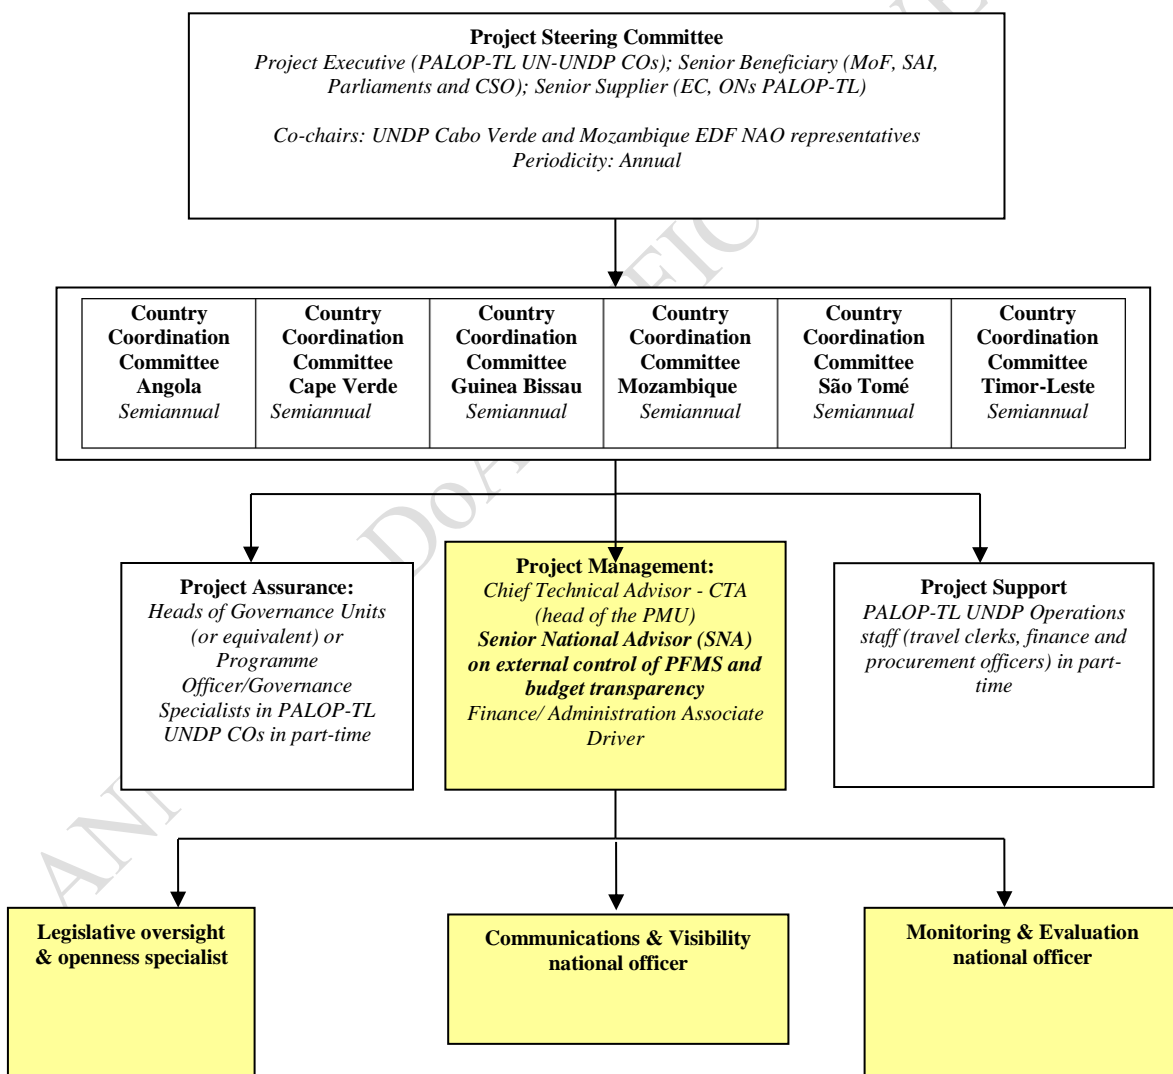 Project Steering Committee
Project Executive (PALOP-TL UN-UNDP COs); Senior Beneficiary (MoF, SAI,
Parliaments and CSO); Senior Supplier (EC, ONs PALOP-TL)
Co-chairs: UNDP Cabo Verde and Mozambique EDF NAO representatives
Periodicity: Annual
Country
Coordination
Committee
Angola
Semiannual
Country
Coordination
Committee
Cape Verde
Semiannual
Country
Coordination
Committee
Guinea Bissau
Semiannual
Country
Coordination
Committee
Mozambique
Semiannual
Country
Coordination
Committee
São Tomé
Semiannual
Country
Coordination
Committee
Timor-Leste
Semiannual
Project Assurance:
Heads of Governance Units
(or equivalent) or
Programme
Officer/Governance
Specialists in PALOP-TL
UNDP COs in part-time
Project Management:
Chief Technical Advisor - CTA
(head of the PMU)
Senior National Advisor (SNA)
on external control of PFMS and
budget transparency
Finance/ Administration Associate
Driver
Project Support
PALOP-TL UNDP Operations
staff (travel clerks, finance and
procurement officers) in part-
time
Legislative oversight
& openness specialist
Communications & Visibility
national officer
Monitoring & Evaluation
national officer